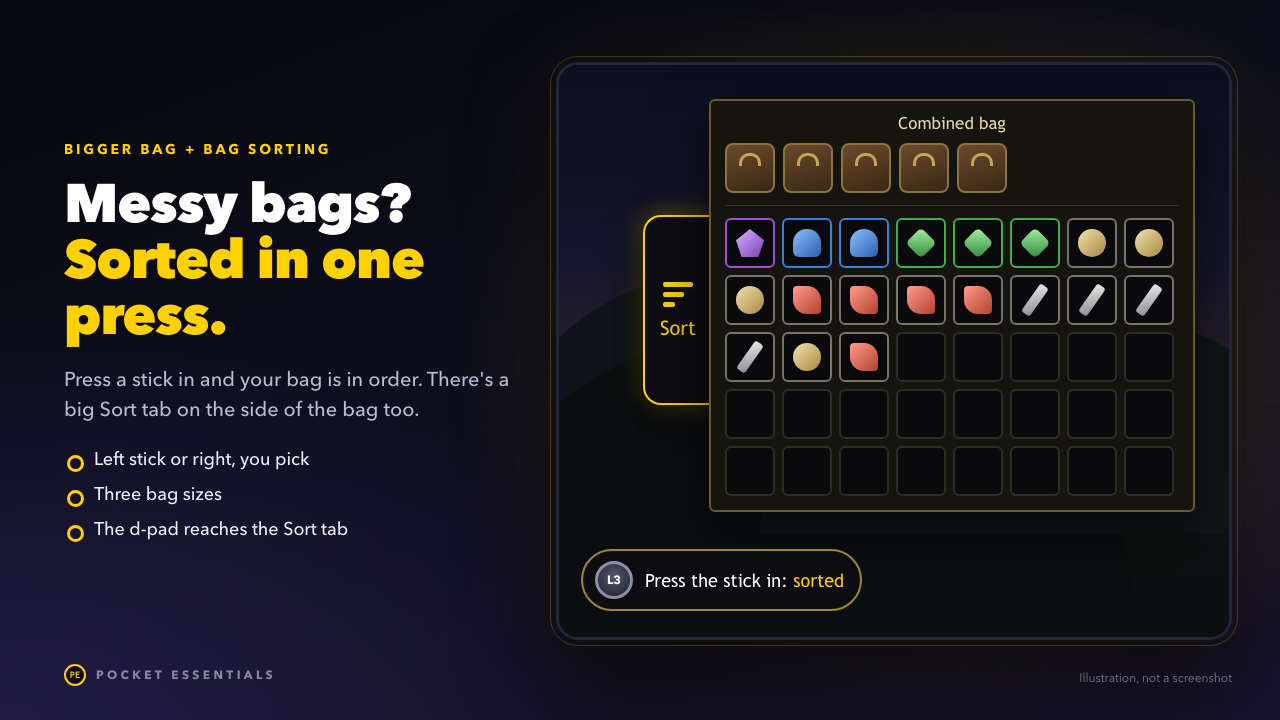 BIGGER BAG + BAG SORTING
Messy bags?
Sorted in one
press.
Press a stick in and your bag is in order. There's a
big Sort tab on the side of the bag too.
Left stick or right, you pick
Three bag sizes
The d-pad reaches the Sort tab
PE POCKET ESSENTIALS
Combined bag
Sort
L3 Press the stick in: sorted
Illustration, not a screenshot